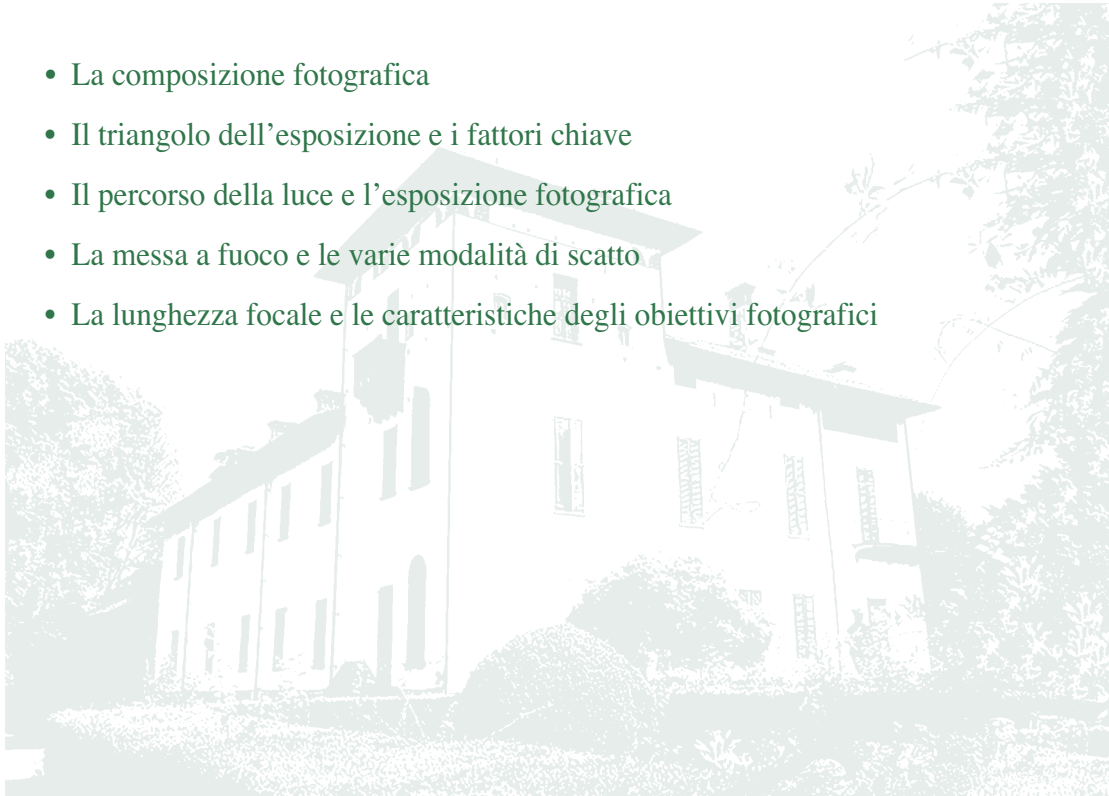 • La composizione fotografica
• Il triangolo dell’esposizione e i fattori chiave
• Il percorso della luce e l’esposizione fotografica
• La messa a fuoco e le varie modalità di scatto
• La lunghezza focale e le caratteristiche degli obiettivi fotografici